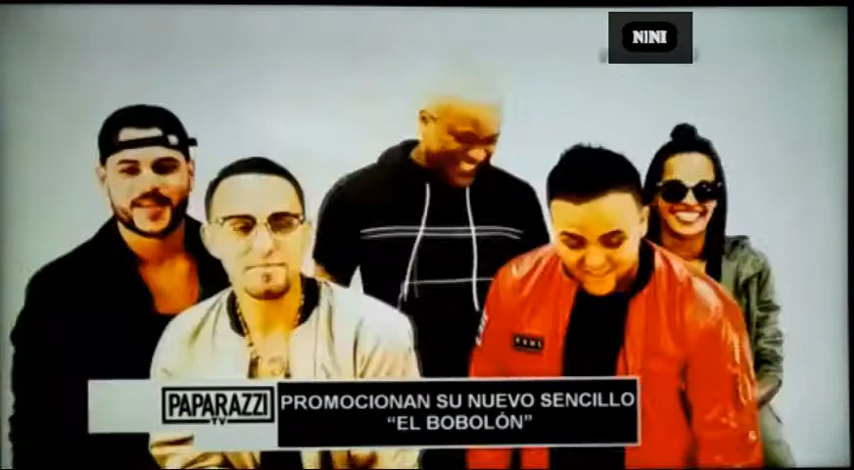 NINI
PAPARAZZI
TV
PROMOCIONAN SU NUEVO SENCILLO
“EL BOBOLÓN”